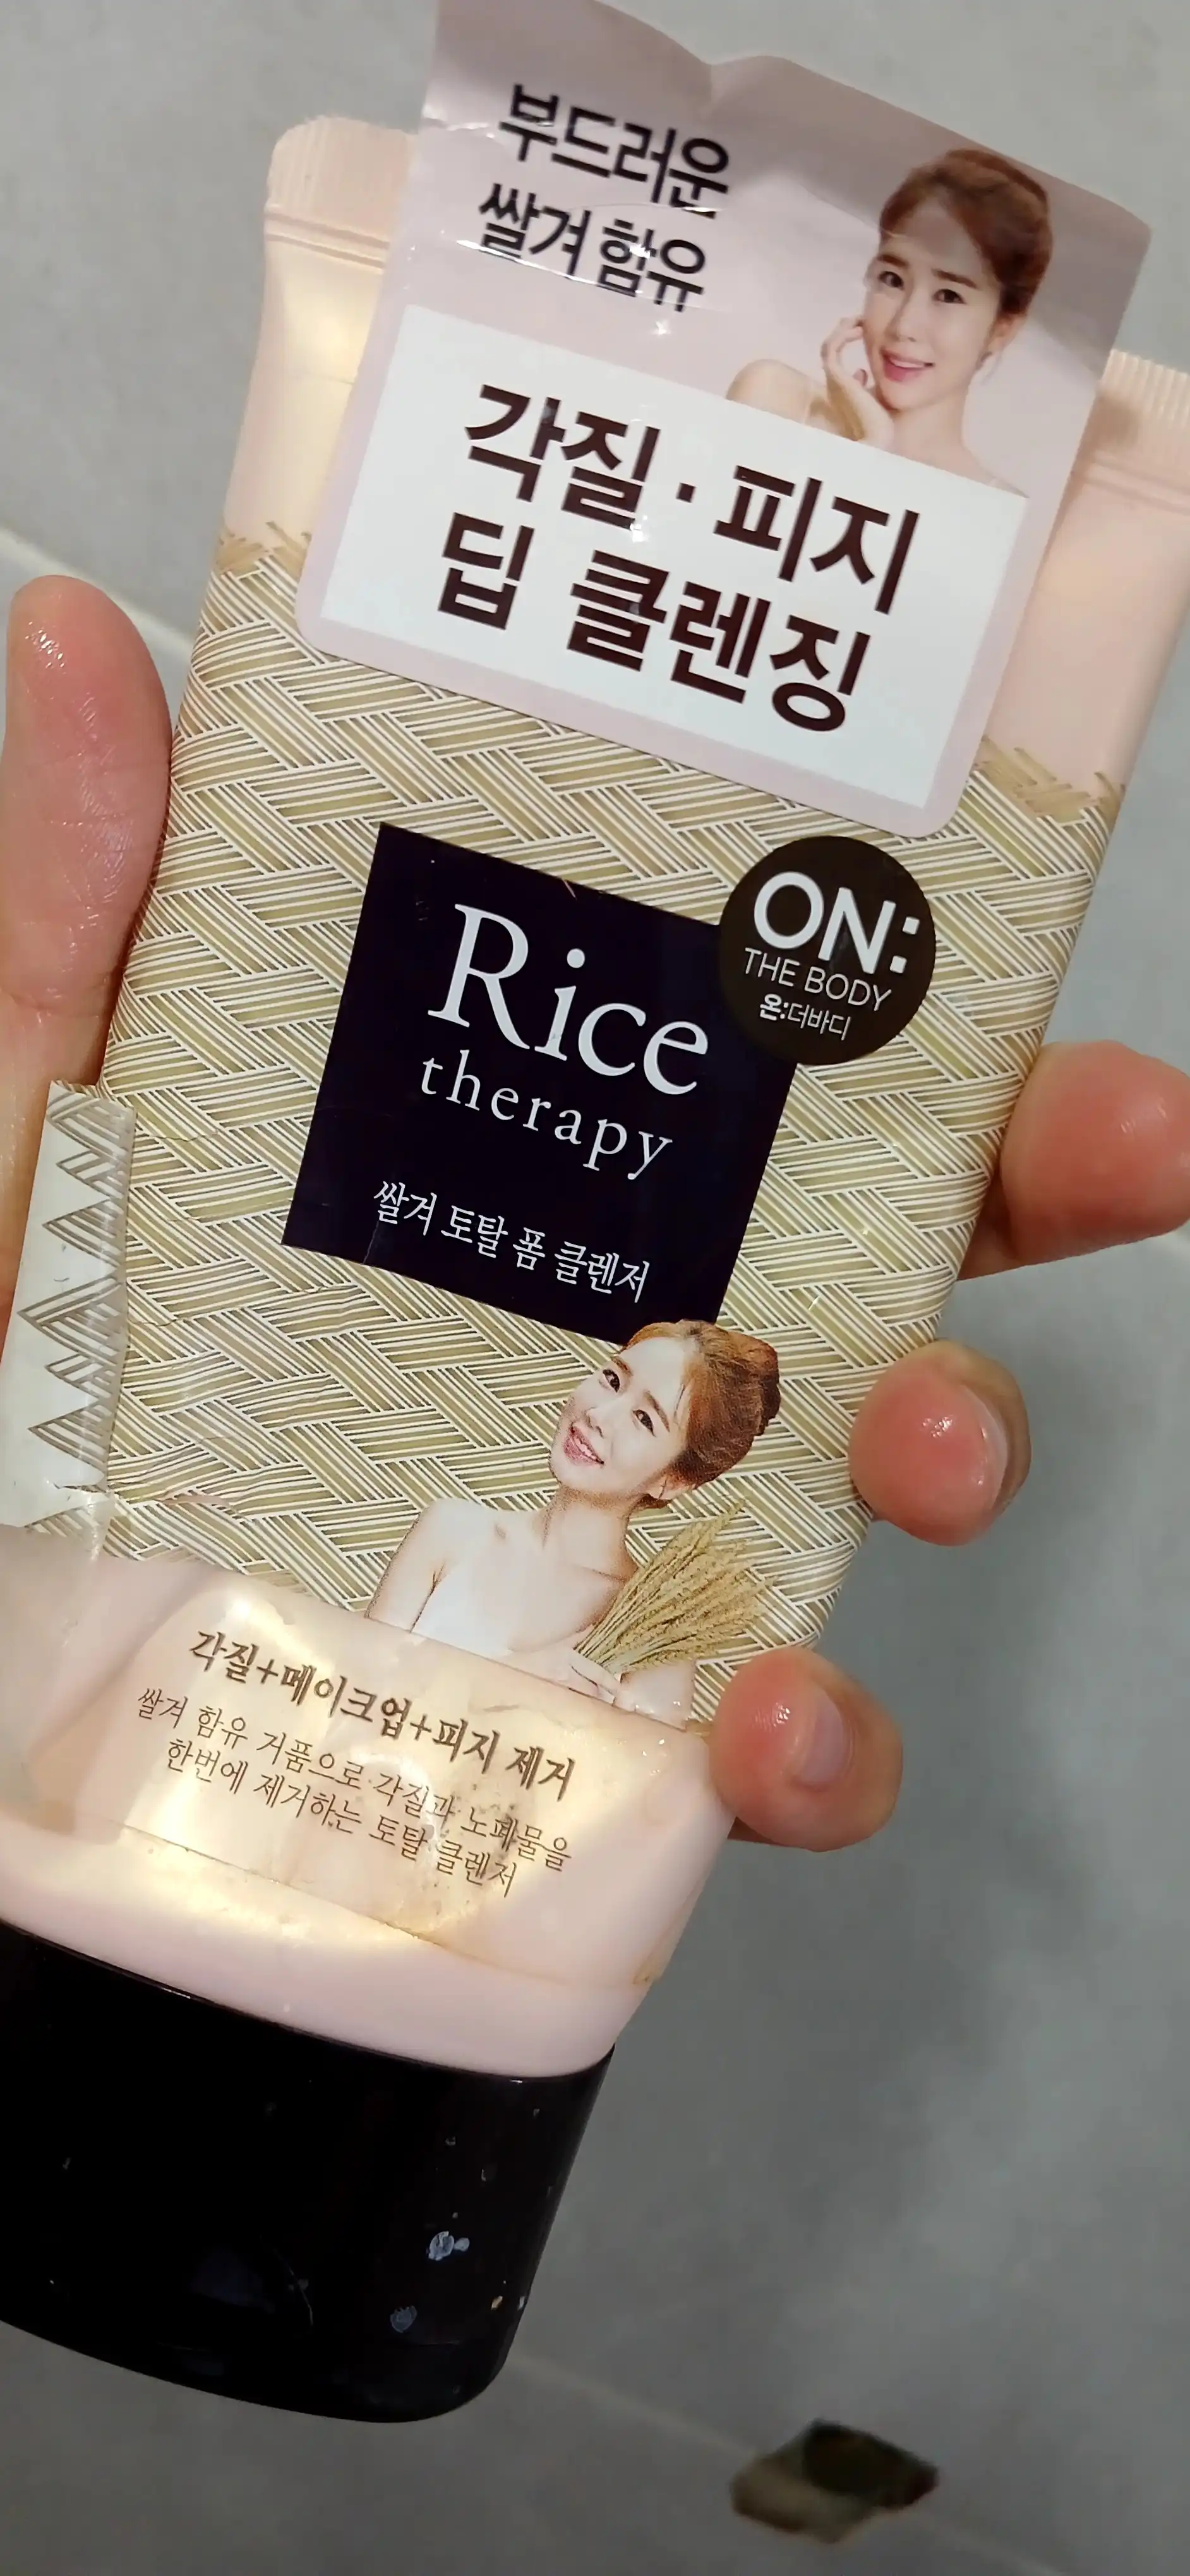 부드러운
쌀겨 함유
각질·피지
딥 클렌징
ON:
THE BODY
온:더바디
Rice
therapy
쌀겨 토탈 폼 클렌저
각질+메이크업+피지 제거
쌀겨 함유 거품으로 각질과 노폐물을
한번에 제거하는 토탈 클렌저